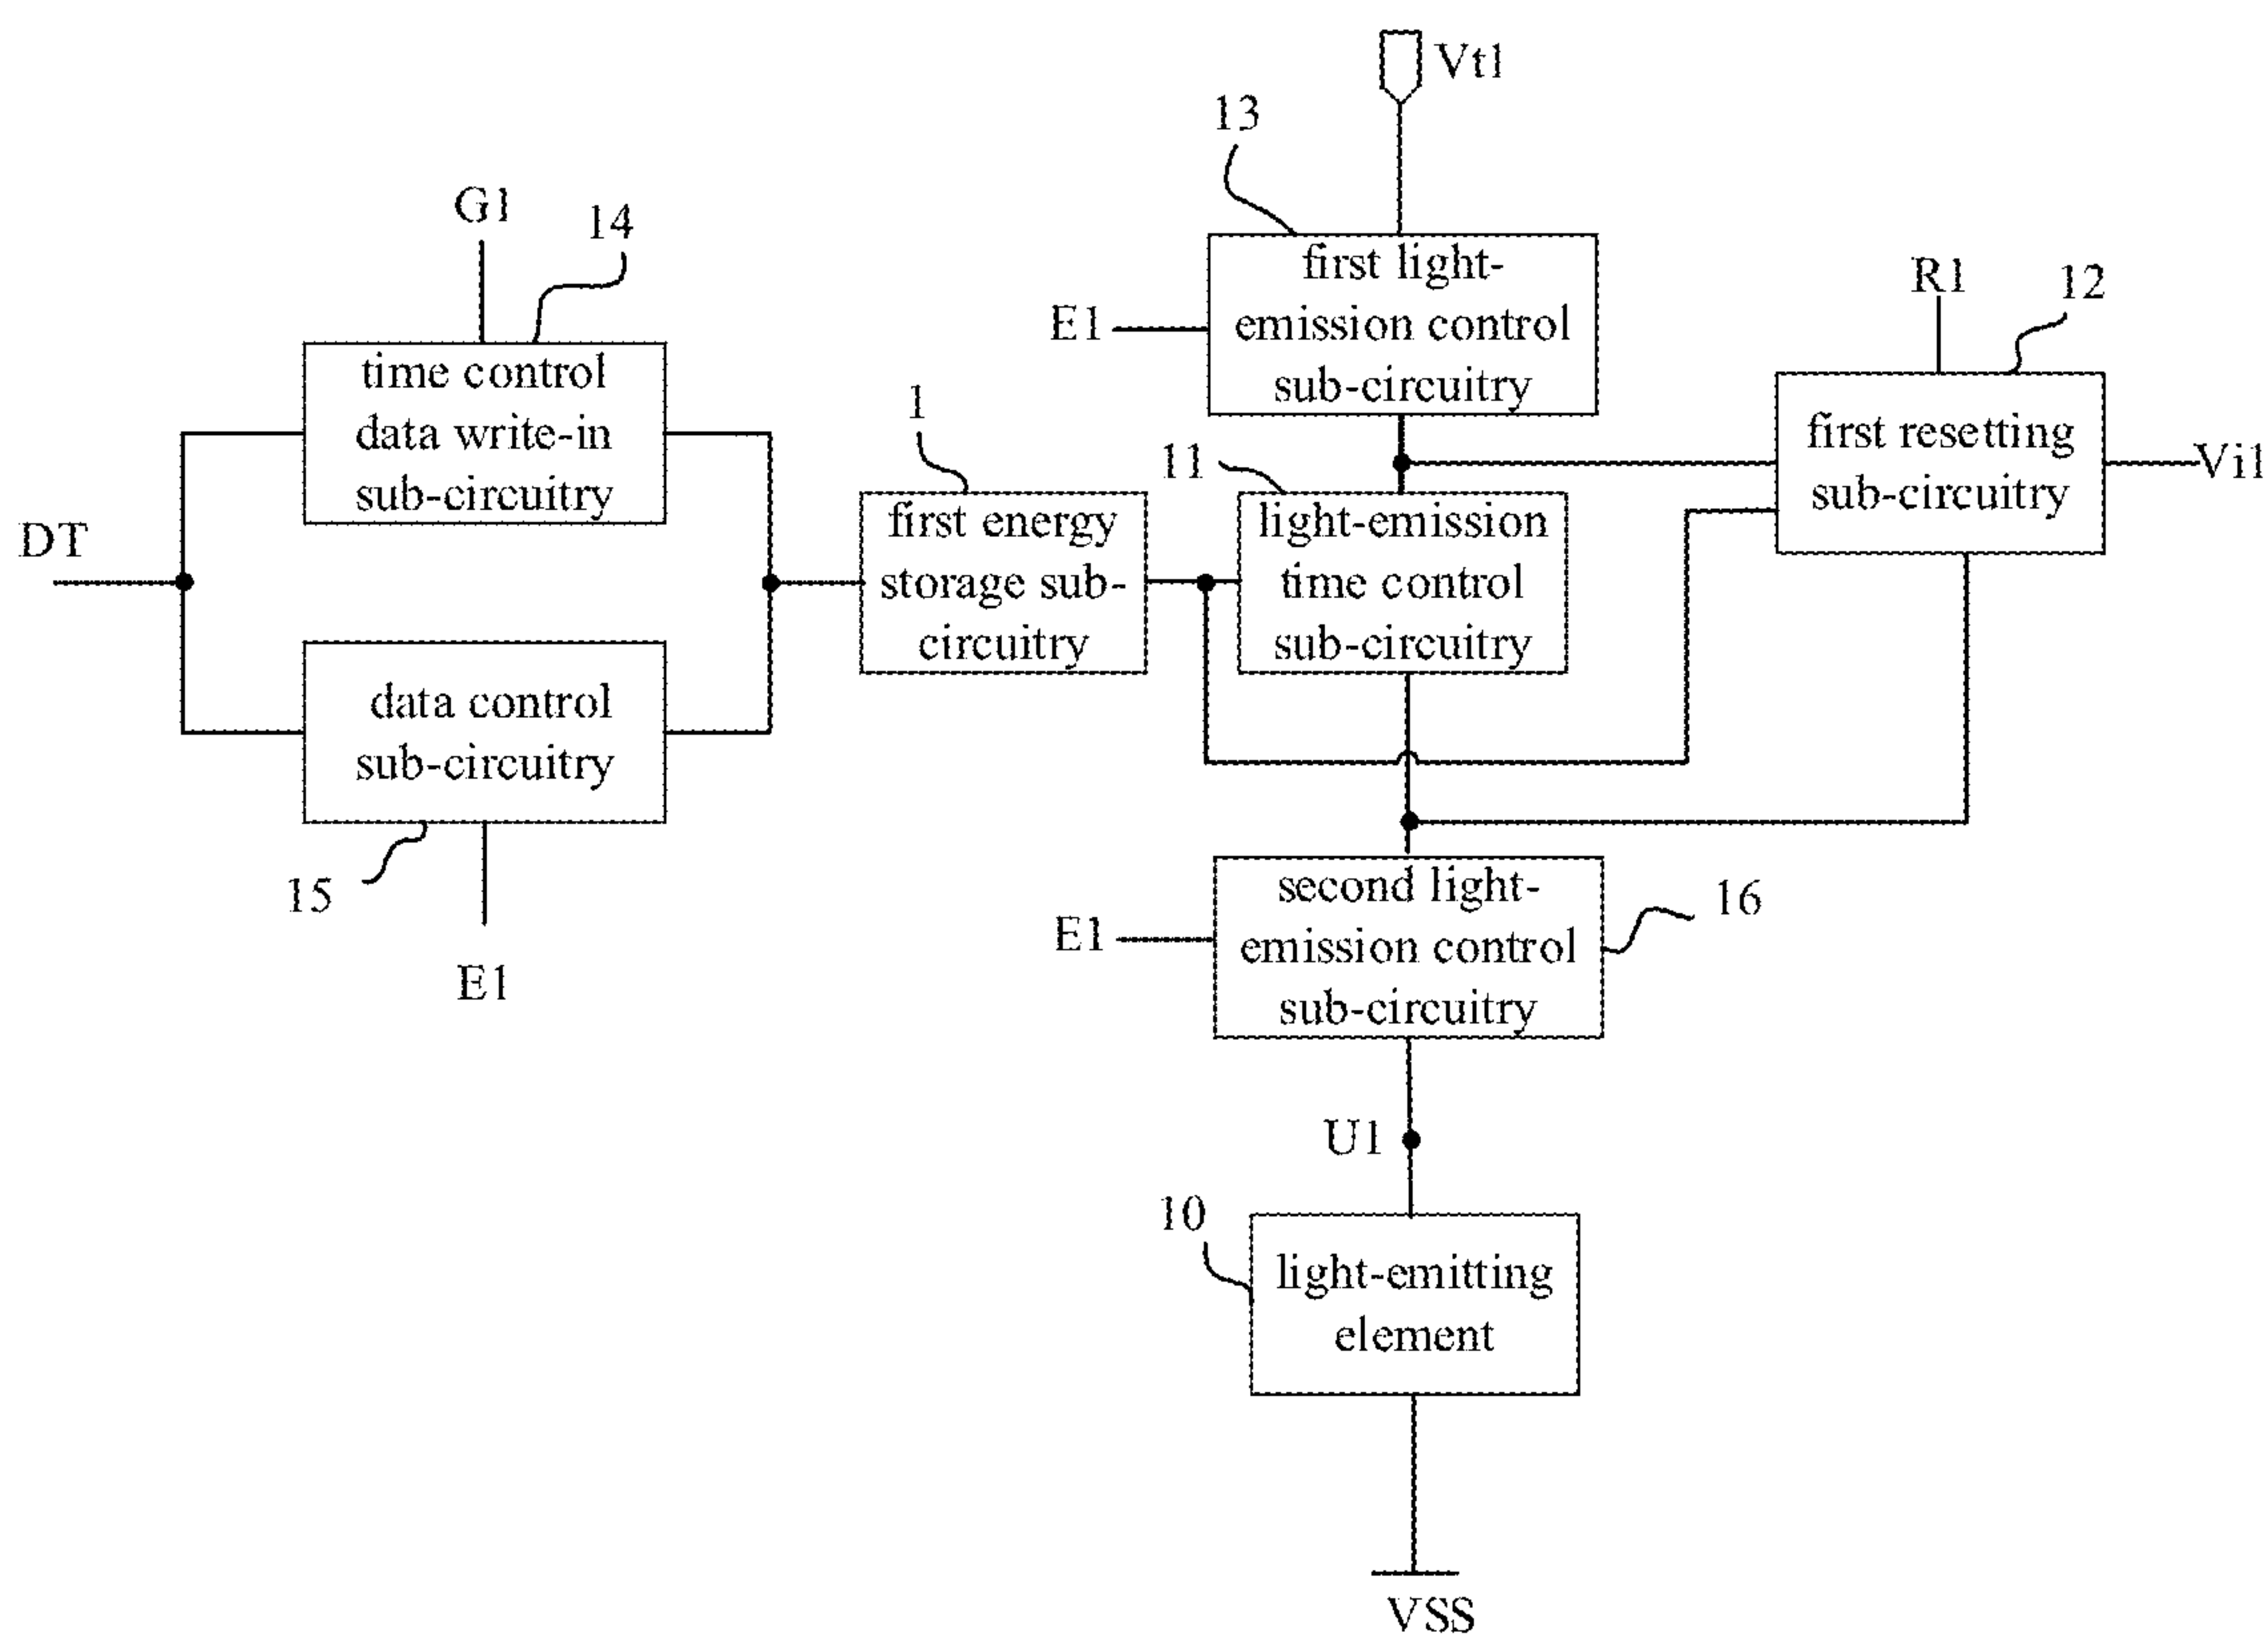 Vt1
13
G1
14
first light-
emission control
sub-circuitry
E1
R1
12
time control
data write-in
sub-circuitry
1
11
first resetting
sub-circuitry
Vi1
DT
first energy
storage sub-
circuitry
light-emission
time control
sub-circuitry
data control
sub-circuitry
15
E1
second light-
emission control
sub-circuitry
E1
16
U1
10
light-emitting
element
VSS